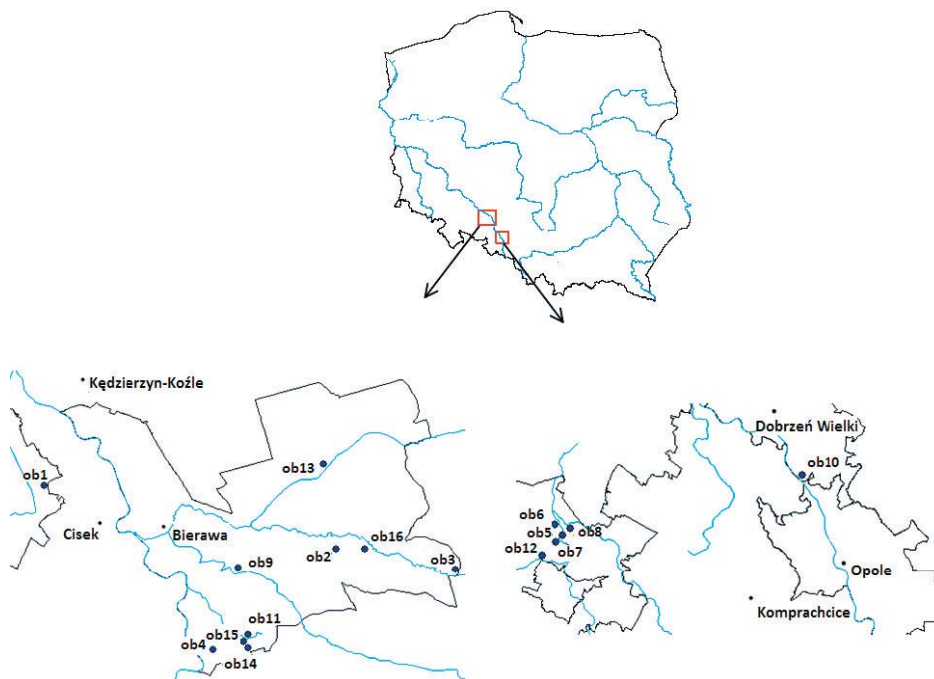 Kędzierzyn-Koźle
ob1
ob13
Cisek
Bierawa
ob2
ob16
ob9
ob3
ob11
ob15
ob4
ob14
Dobrzeń Wielki
ob10
ob6
ob8
ob5
ob12
ob7
Opole
Komprachcice